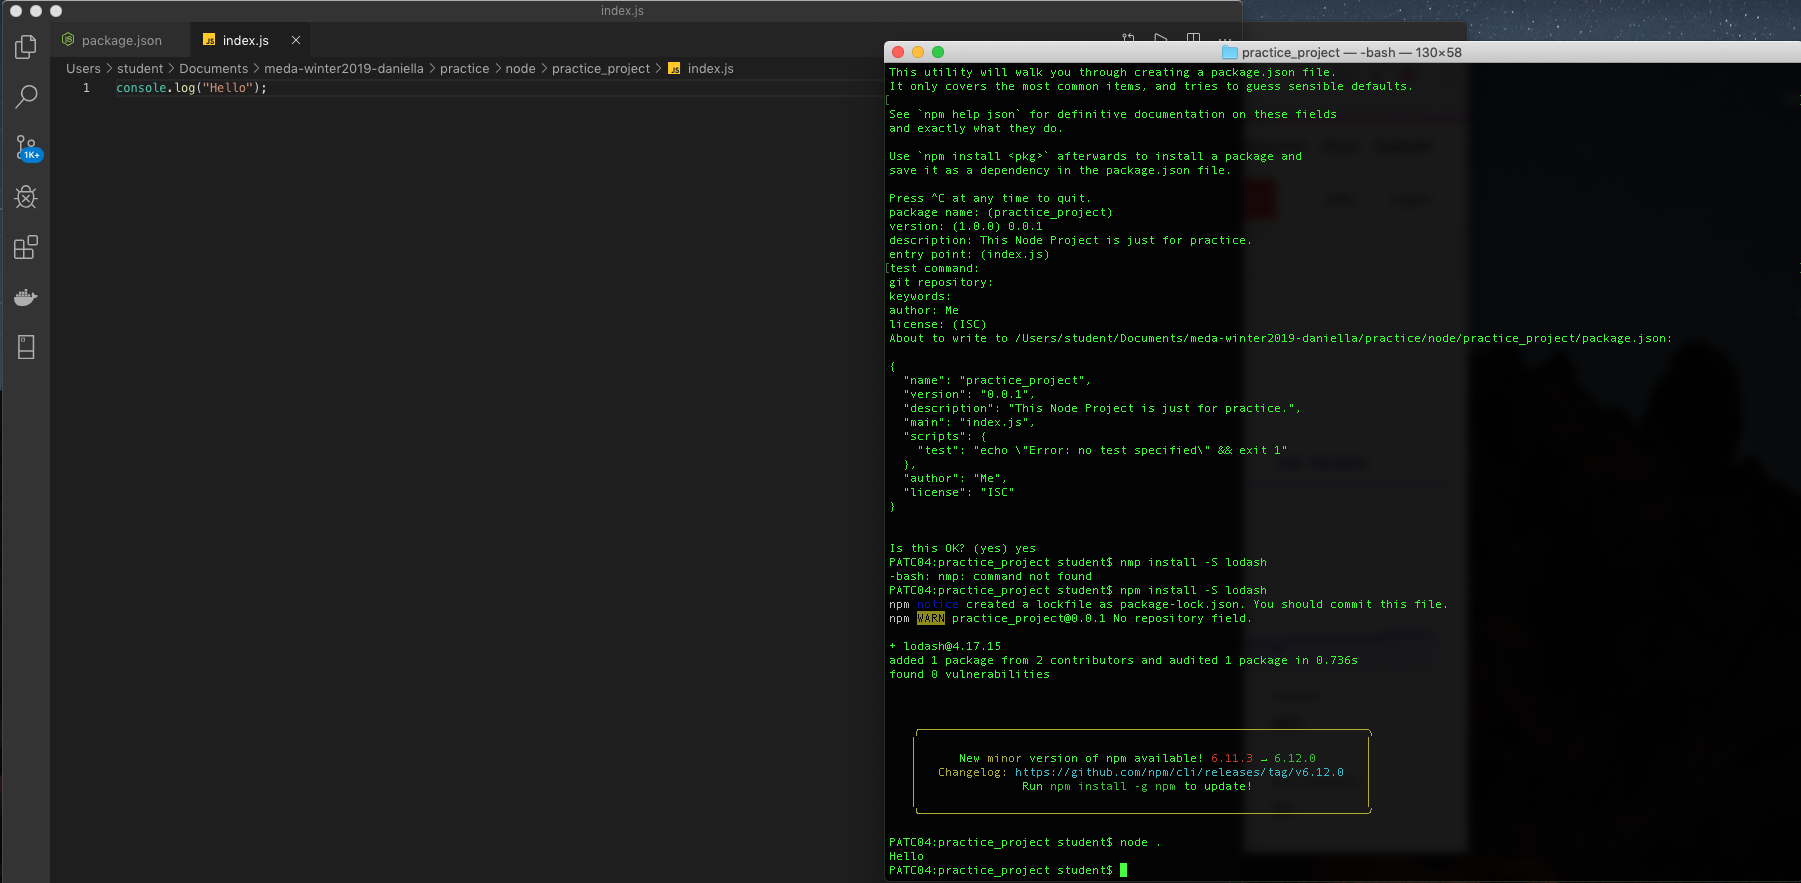 index.js
package.json
index.js
Users > student > Documents > meda-winter2019-daniella > practice > node > practice_project > index.js
1 console.log("Hello");
1K+
practice_project — -bash — 130×58
This utility will walk you through creating a package.json file.
It only covers the most common items, and tries to guess sensible defaults.
See `npm help json` for definitive documentation on these fields
and exactly what they do.
Use `npm install <pkg>` afterwards to install a package and
save it as a dependency in the package.json file.
Press ^C at any time to quit.
package name: (practice_project)
version: (1.0.0) 0.0.1
description: This Node Project is just for practice.
entry point: (index.js)
test command:
git repository:
keywords:
author: Me
license: (ISC)
About to write to /Users/student/Documents/meda-winter2019-daniella/practice/node/practice_project/package.json:
{
"name": "practice_project",
"version": "0.0.1",
"description": "This Node Project is just for practice.",
"main": "index.js",
"scripts": {
"test": "echo \"Error: no test specified\" && exit 1"
},
"author": "Me",
"license": "ISC"
}
Is this OK? (yes) yes
PATC04:practice_project student$ nmp install -S lodash
-bash: nmp: command not found
PATC04:practice_project student$ npm install -S lodash
npm notice created a lockfile as package-lock.json. You should commit this file.
npm WARN practice_project@0.0.1 No repository field.
+ lodash@4.17.15
added 1 package from 2 contributors and audited 1 package in 0.736s
found 0 vulnerabilities
New minor version of npm available! 6.11.3 → 6.12.0
Changelog: https://github.com/npm/cli/releases/tag/v6.12.0
Run npm install -g npm to update!
PATC04:practice_project student$ node .
Hello
PATC04:practice_project student$